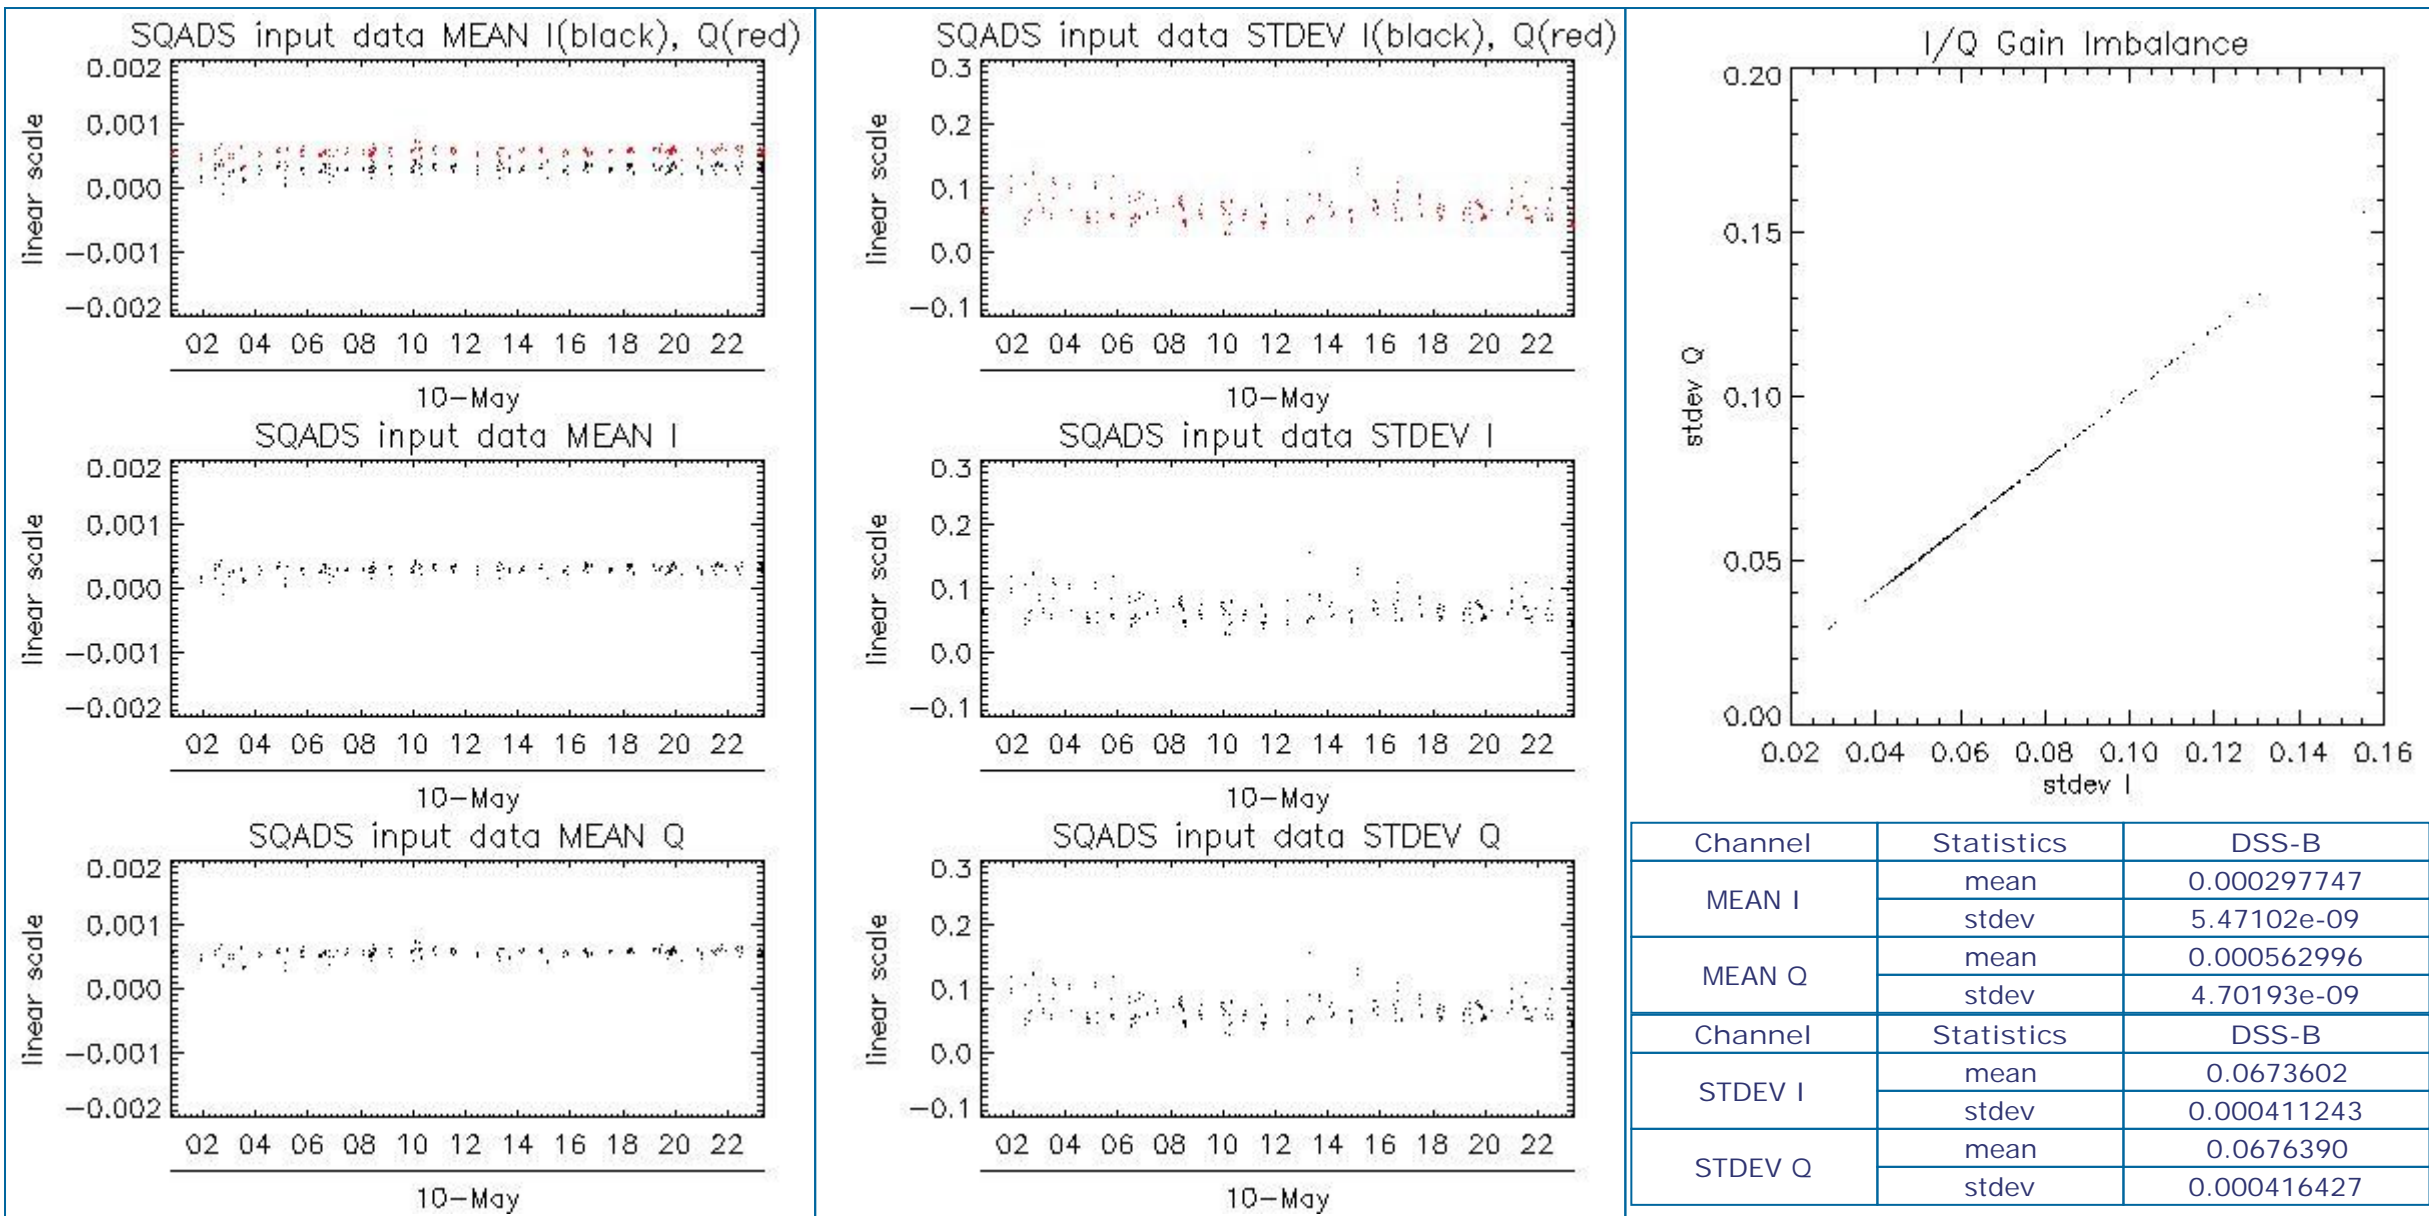 SQADS input data MEAN I(black), Q(red)
0.002
0.001
0.000
-0.001
-0.002
linear scale
02 04 06 08 10 12 14 16 18 20 22
10-May
SQADS input data MEAN I
0.002
0.001
0.000
-0.001
-0.002
linear scale
02 04 06 08 10 12 14 16 18 20 22
10-May
SQADS input data MEAN Q
0.002
0.001
0.000
-0.001
-0.002
linear scale
02 04 06 08 10 12 14 16 18 20 22
10-May
SQADS input data STDEV I(black), Q(red)
0.3
0.2
0.1
0.0
-0.1
linear scale
02 04 06 08 10 12 14 16 18 20 22
10-May
SQADS input data STDEV I
0.3
0.2
0.1
0.0
-0.1
linear scale
02 04 06 08 10 12 14 16 18 20 22
10-May
SQADS input data STDEV Q
0.3
0.2
0.1
0.0
-0.1
linear scale
02 04 06 08 10 12 14 16 18 20 22
10-May
I/Q Gain Imbalance
0.20
0.15
0.10
0.05
0.00
stdev Q
0.02 0.04 0.06 0.08 0.10 0.12 0.14 0.16
stdev I
Channel Statistics DSS-B
MEAN I mean 0.000297747
stdev 5.47102e-09
MEAN Q mean 0.000562996
stdev 4.70193e-09
Channel Statistics DSS-B
STDEV I mean 0.0673602
stdev 0.000411243
STDEV Q mean 0.0676390
stdev 0.000416427